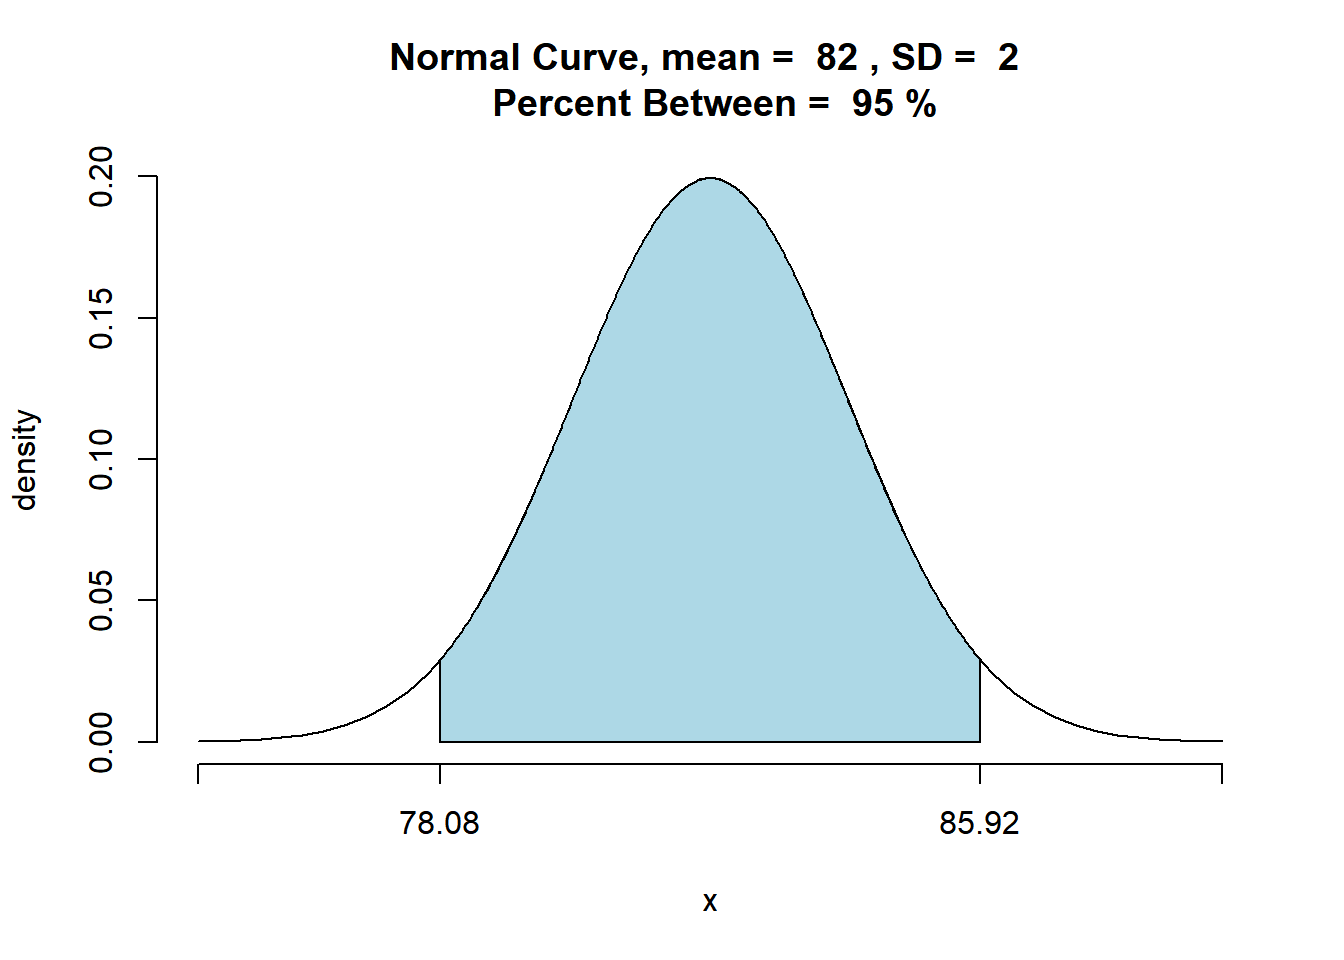 Normal Curve, mean =  82 , SD =  2
Percent Between =  95 %
0.20
0.15
0.10
0.05
0.00
density
78.08 85.92
x